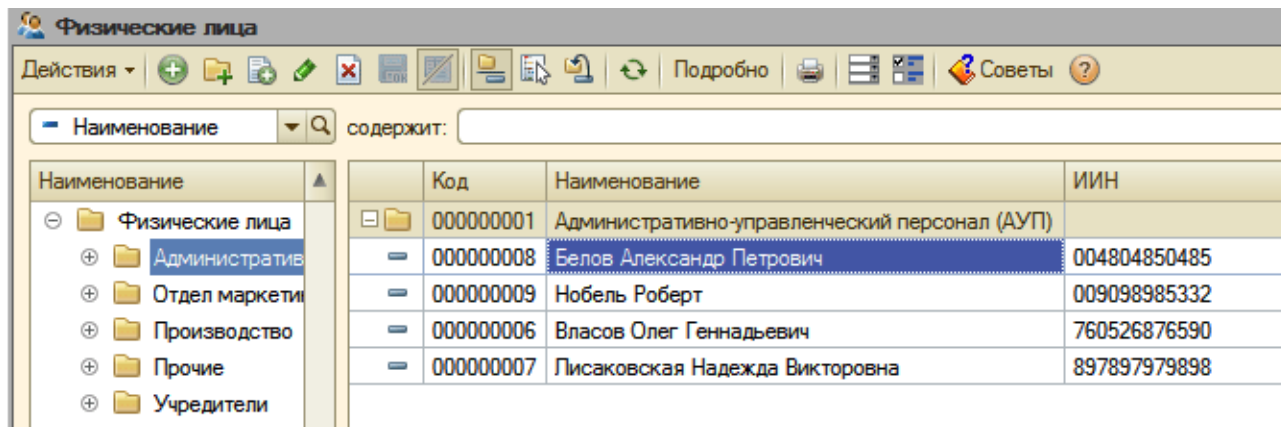 Физические лица
Действия Подробно Советы
Наименование содержит:
Наименование Код Наименование ИИН
Физические лица 000000001 Административно-управленческий персонал (АУП)
Административ 000000008 Белов Александр Петрович 004804850485
Отдел маркети 000000009 Нобель Роберт 009098985332
Производство 000000006 Власов Олег Геннадьевич 760526876590
Прочие 000000007 Писаковская Надежда Викторовна 897897979898
Учредители